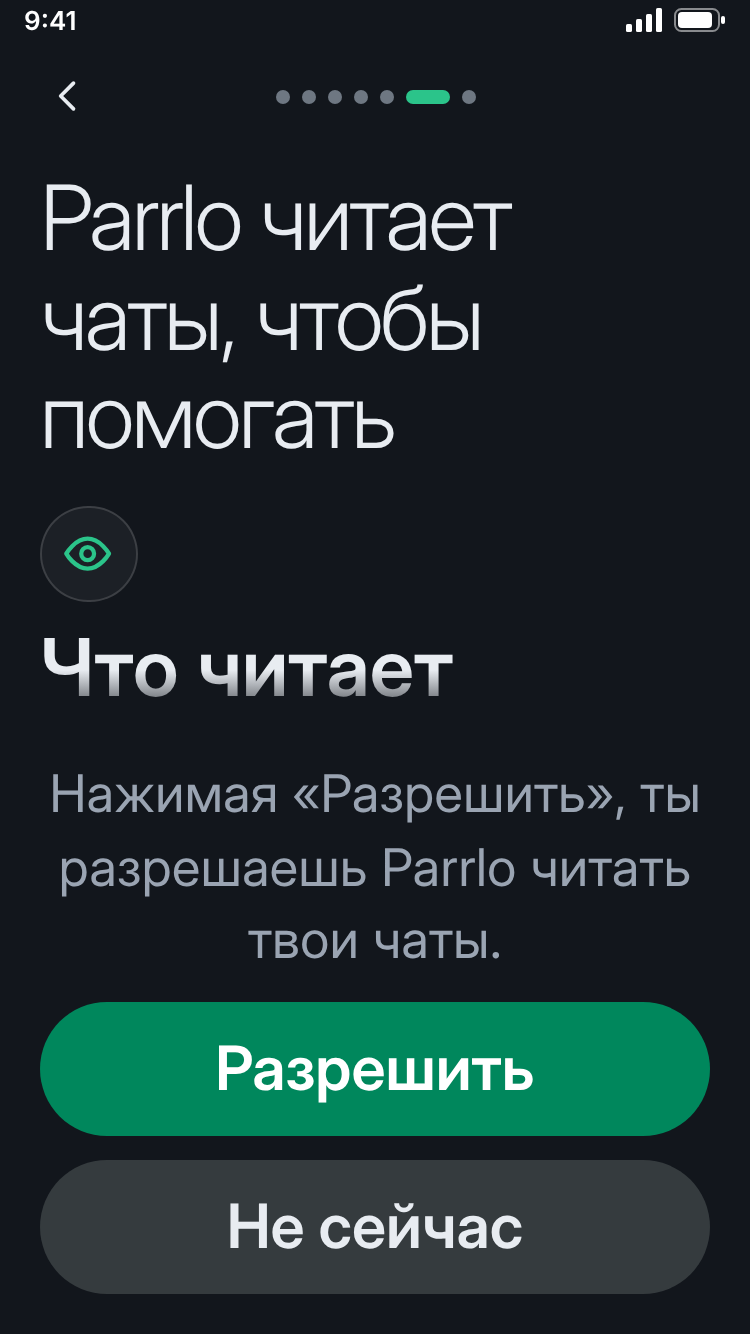 9:41
Parrlo читает
чаты, чтобы
помогать
Что читает
Нажимая «Разрешить», ты
разрешаешь Parrlo читать
твои чаты.
Разрешить
Не сейчас